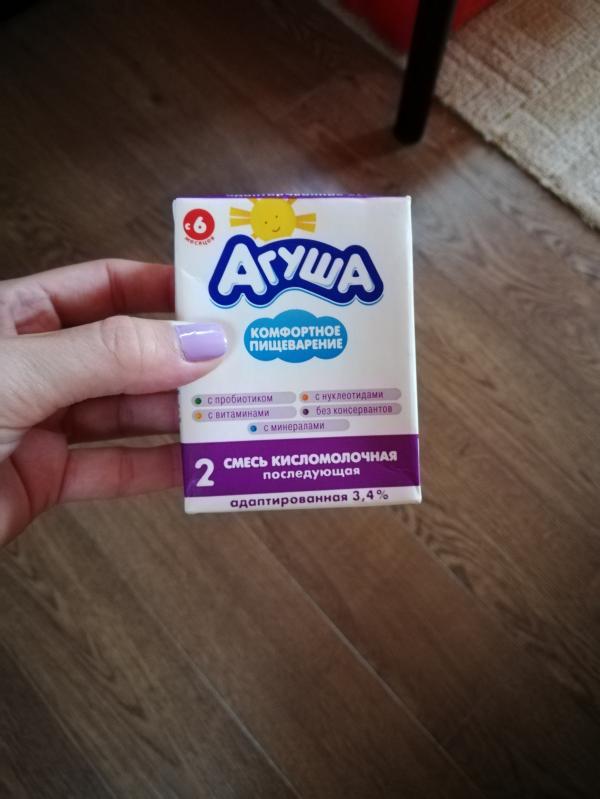 с 6
месяцев
АГУША
КОМФОРТНОЕ
ПИЩЕВАРЕНИЕ
с пробиотиком
с нуклеотидами
с витаминами
без консервантов
с минералами
2 СМЕСЬ КИСЛОМОЛОЧНАЯ
последующая
адаптированная 3,4%